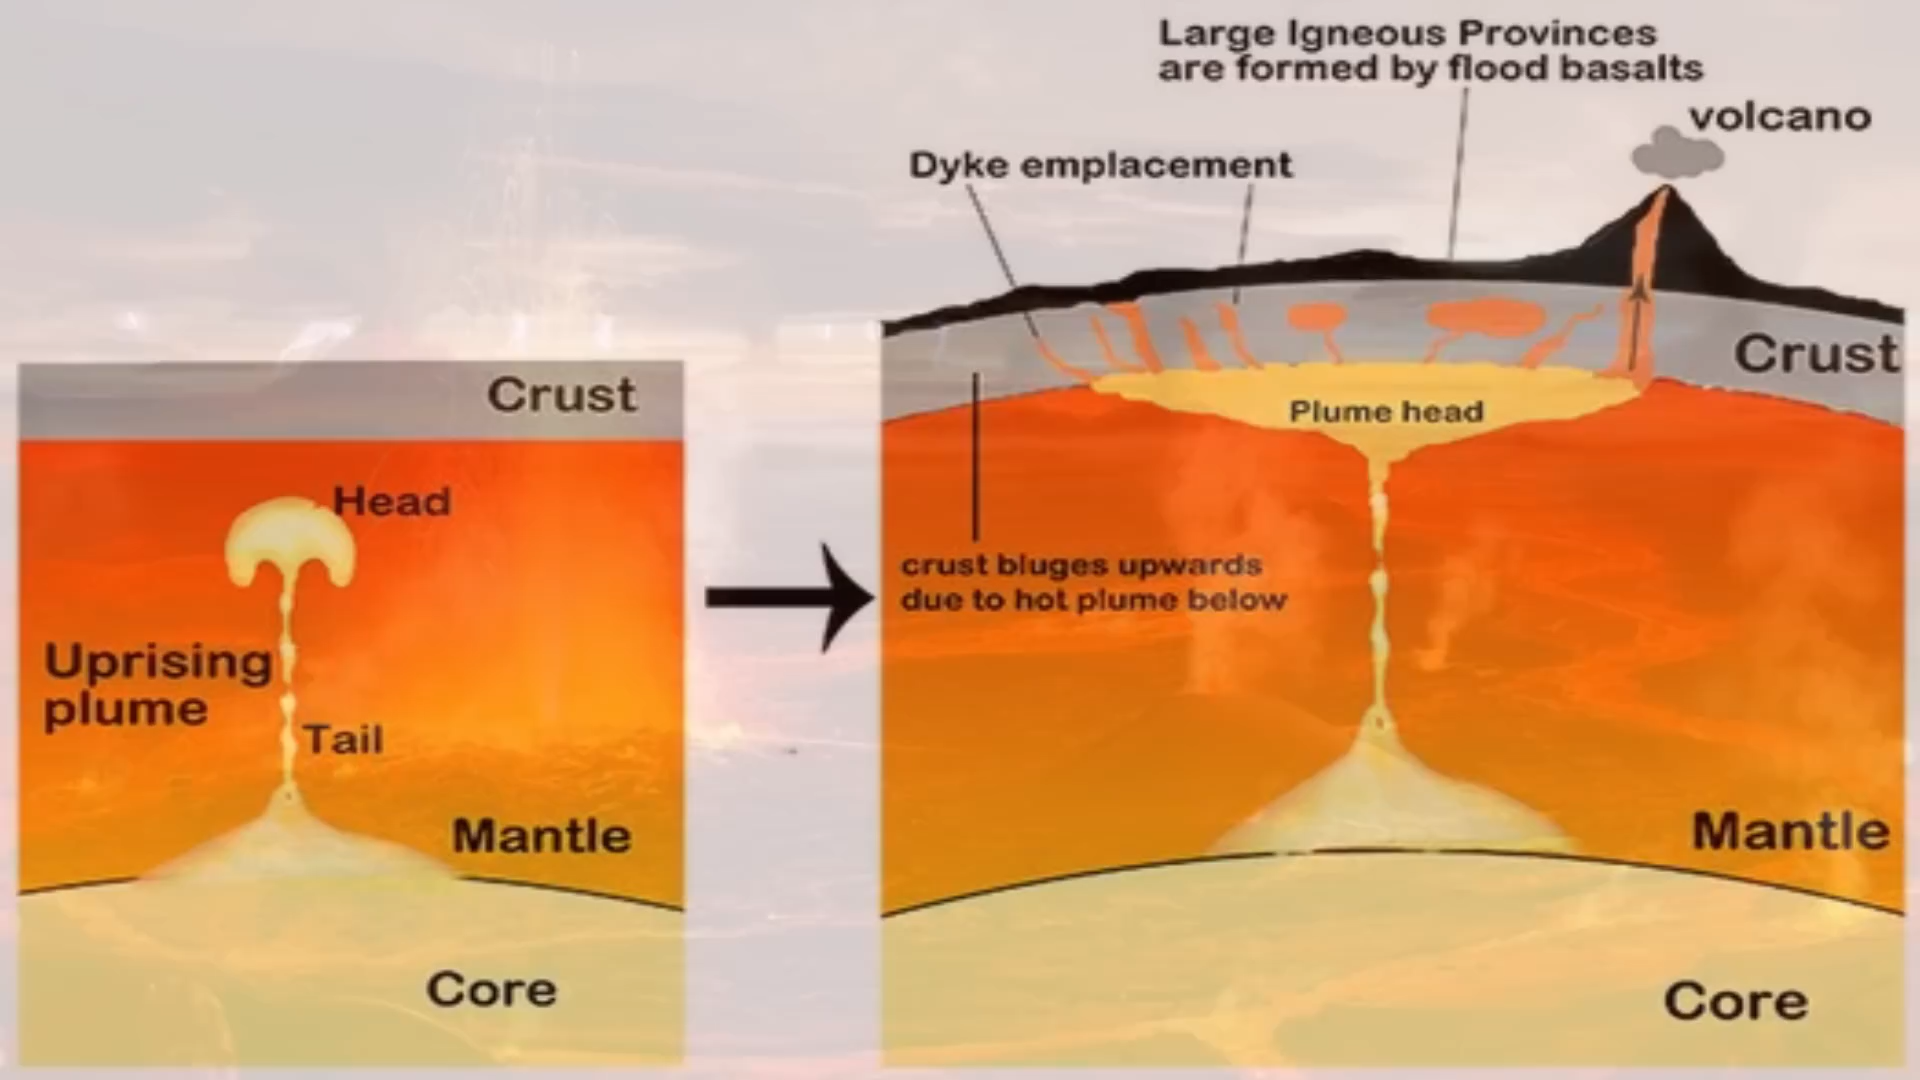 Crust
Head
Uprising
plume
Tail
Mantle
Core
Large Igneous Provinces
are formed by flood basalts
volcano
Dyke emplacement
Crust
Plume head
crust bluges upwards
due to hot plume below
Mantle
Core